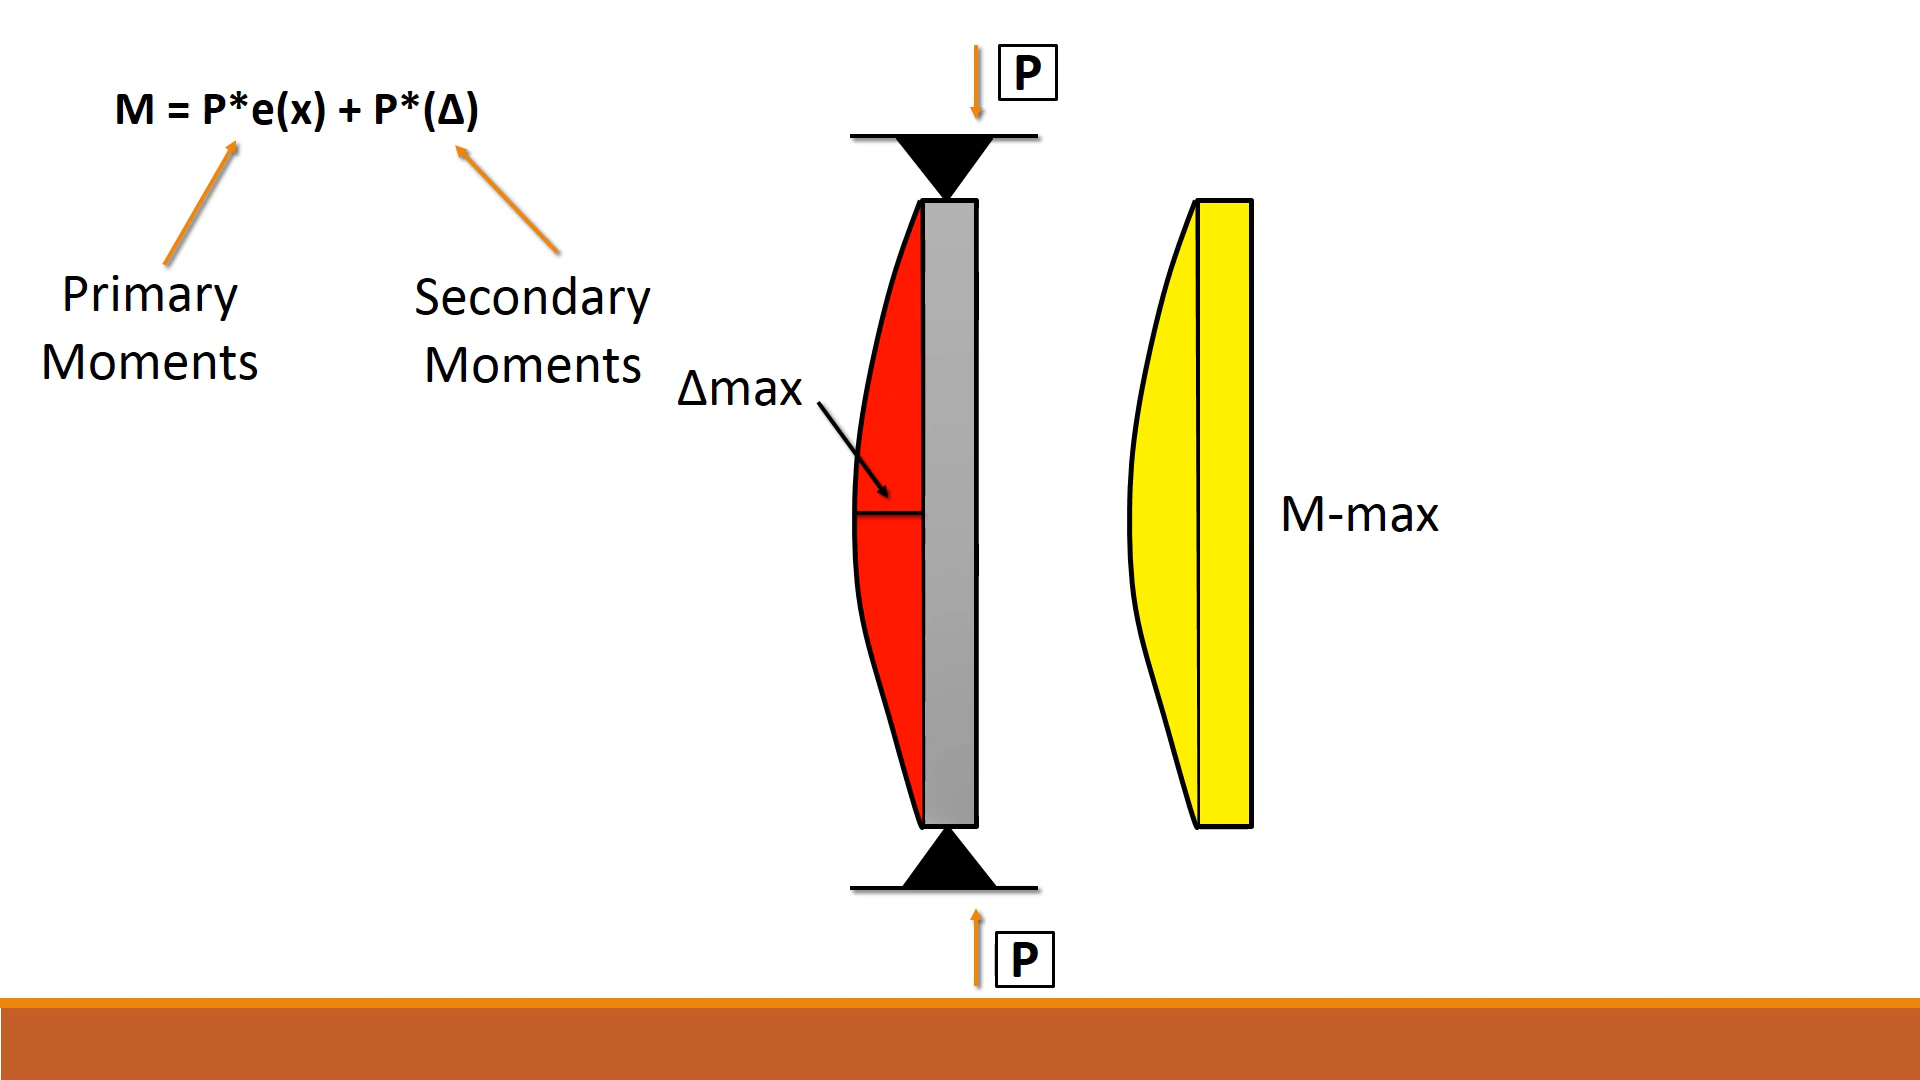 P
M = P*e(x) + P*(Δ)
Primary
Moments
Secondary
Moments
Δmax
M-max
P